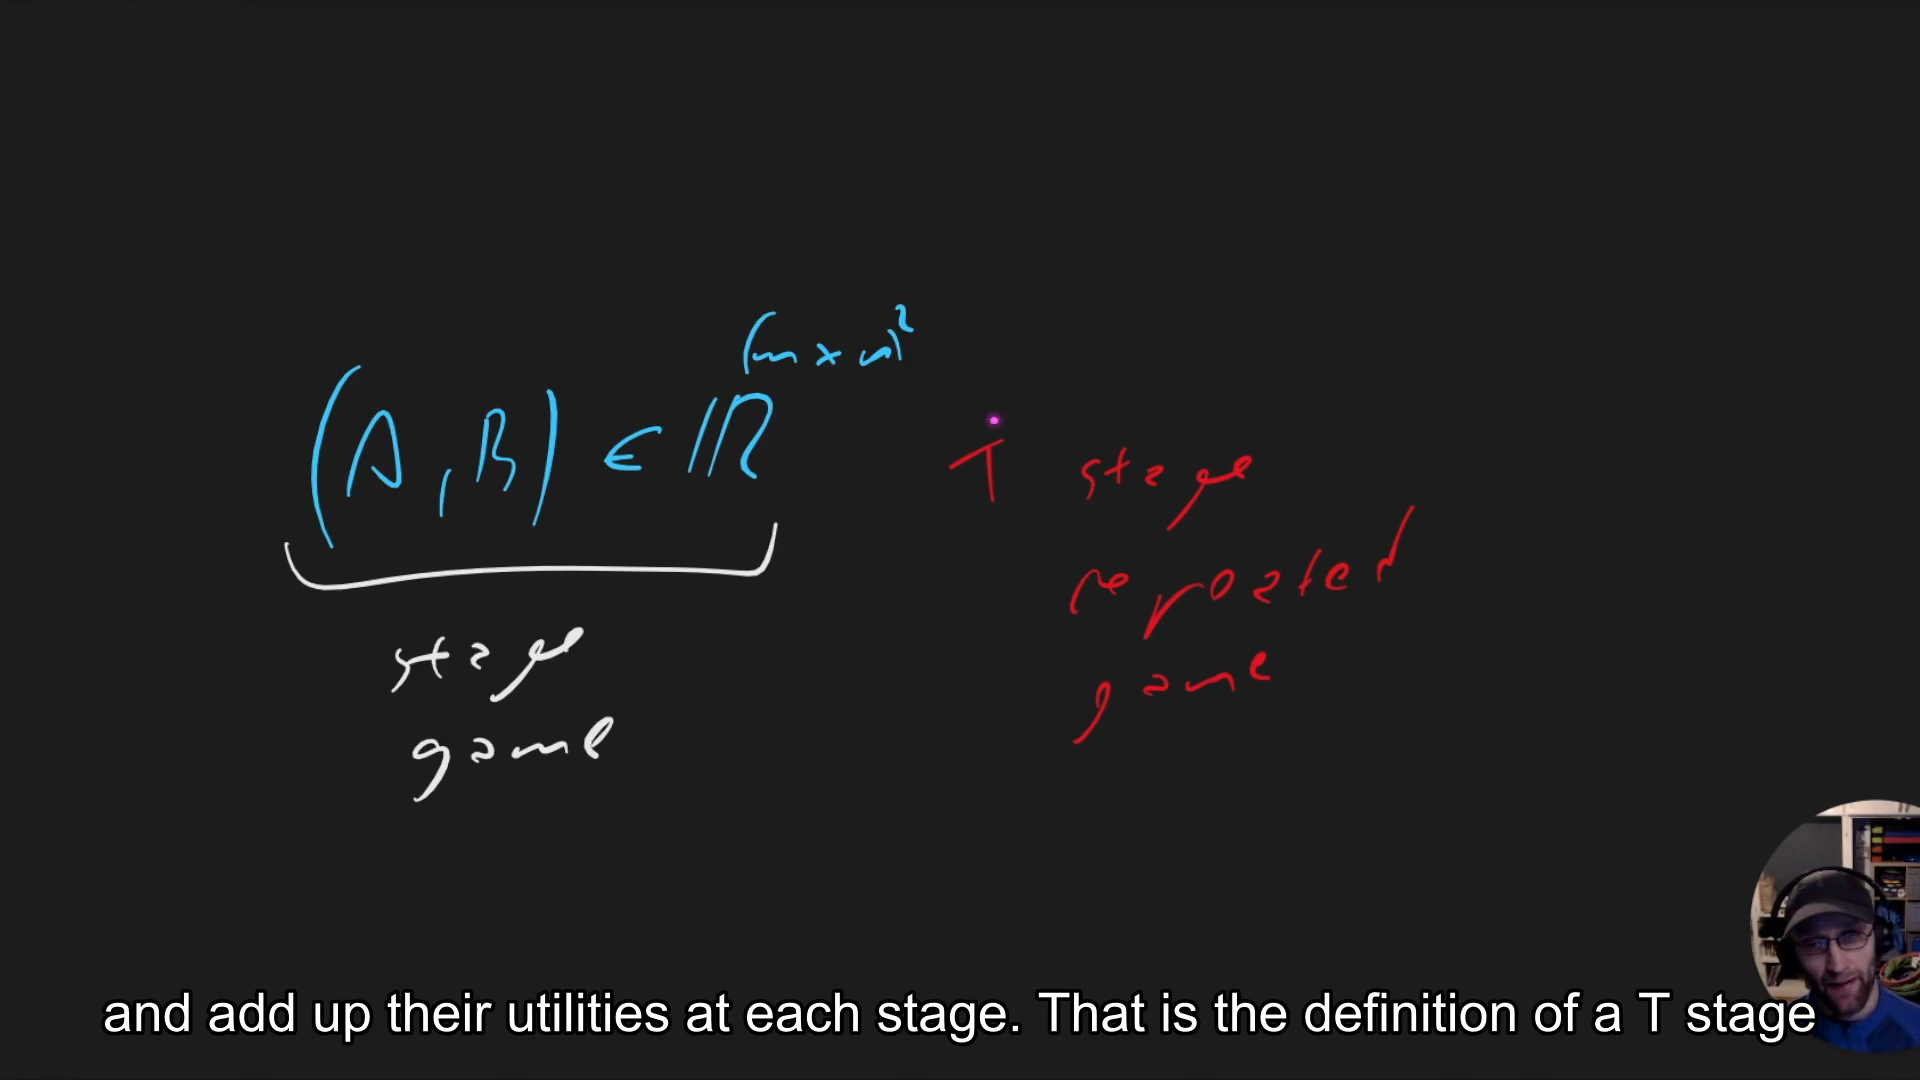 (A, B) ∈ ℝ^(m × n)²
stage
game
T stage
repeated
game
and add up their utilities at each stage. That is the definition of a T stage